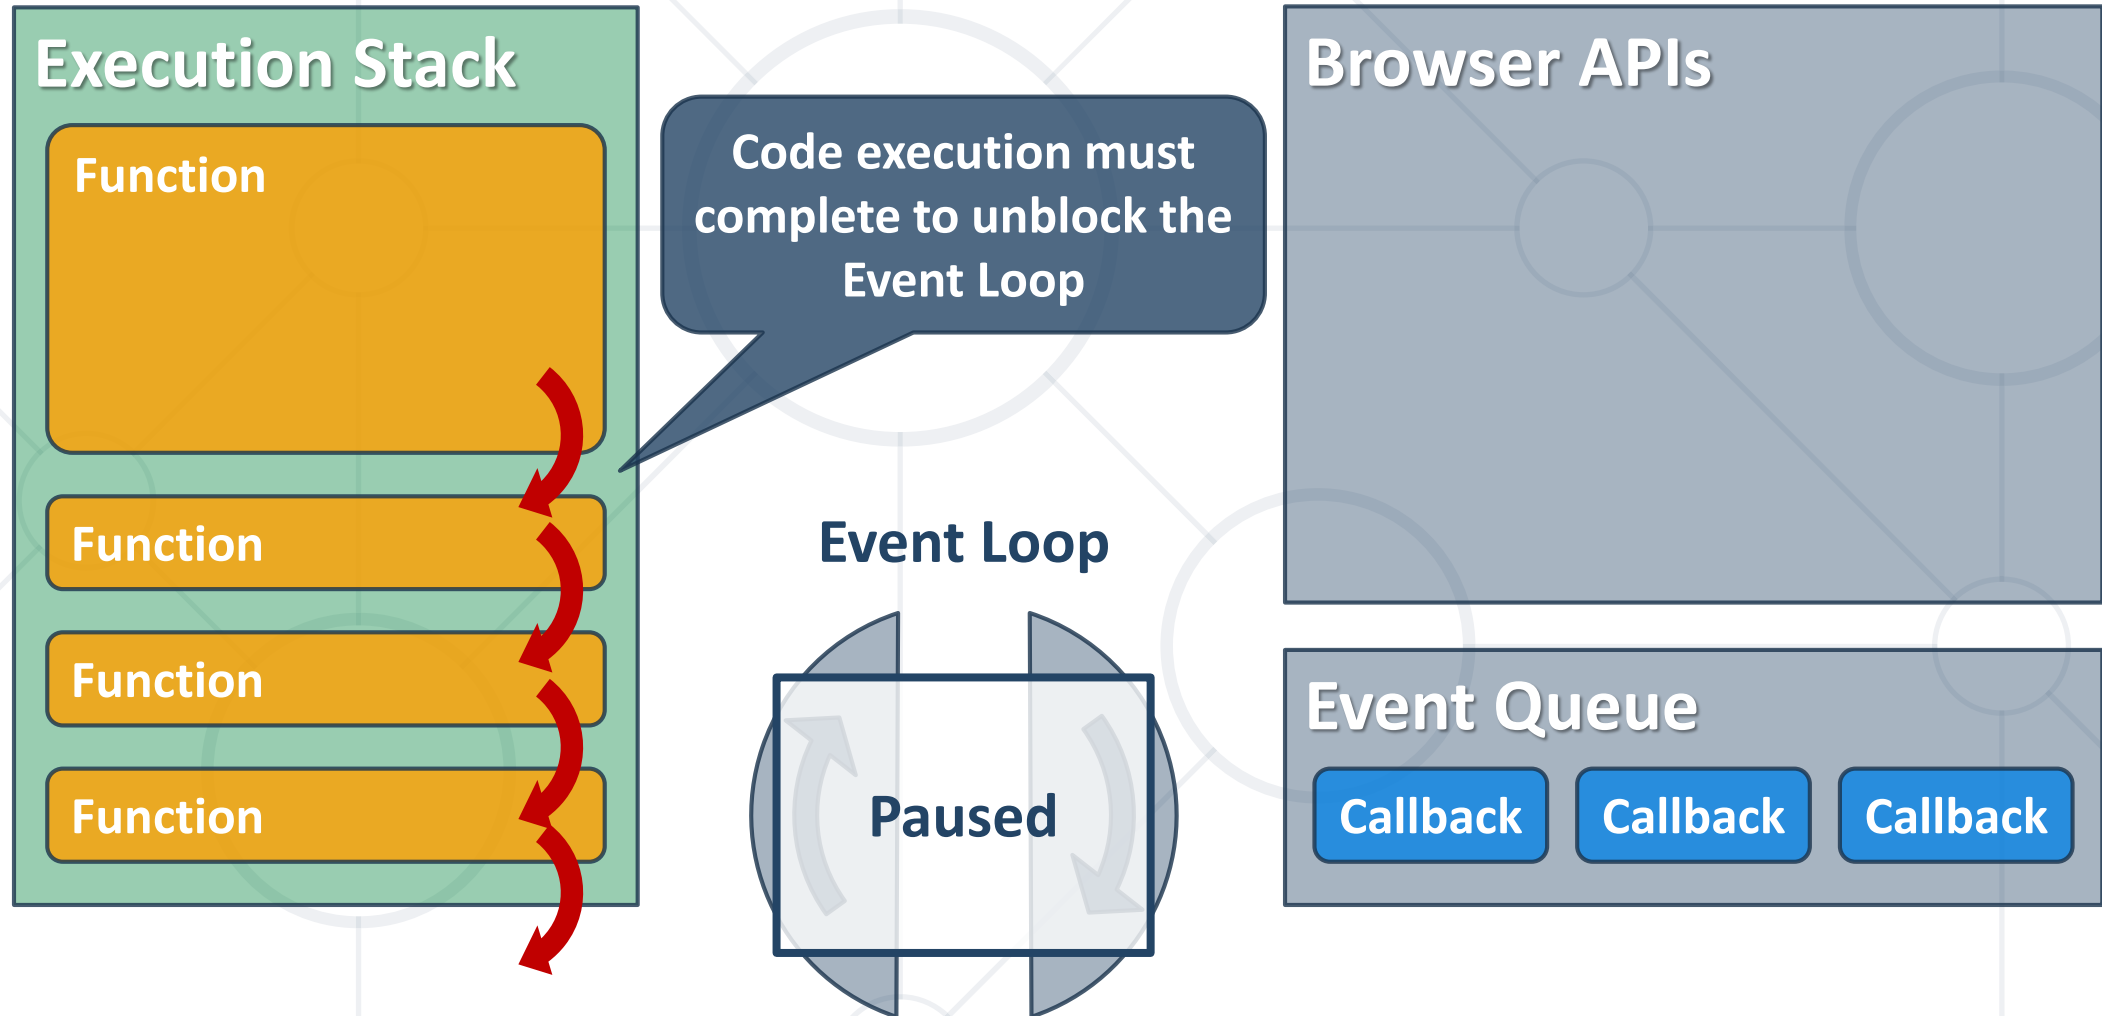 Execution Stack
Function
Function
Function
Function
Code execution must
complete to unblock the
Event Loop
Event Loop
Paused
Browser APIs
Event Queue
Callback Callback Callback